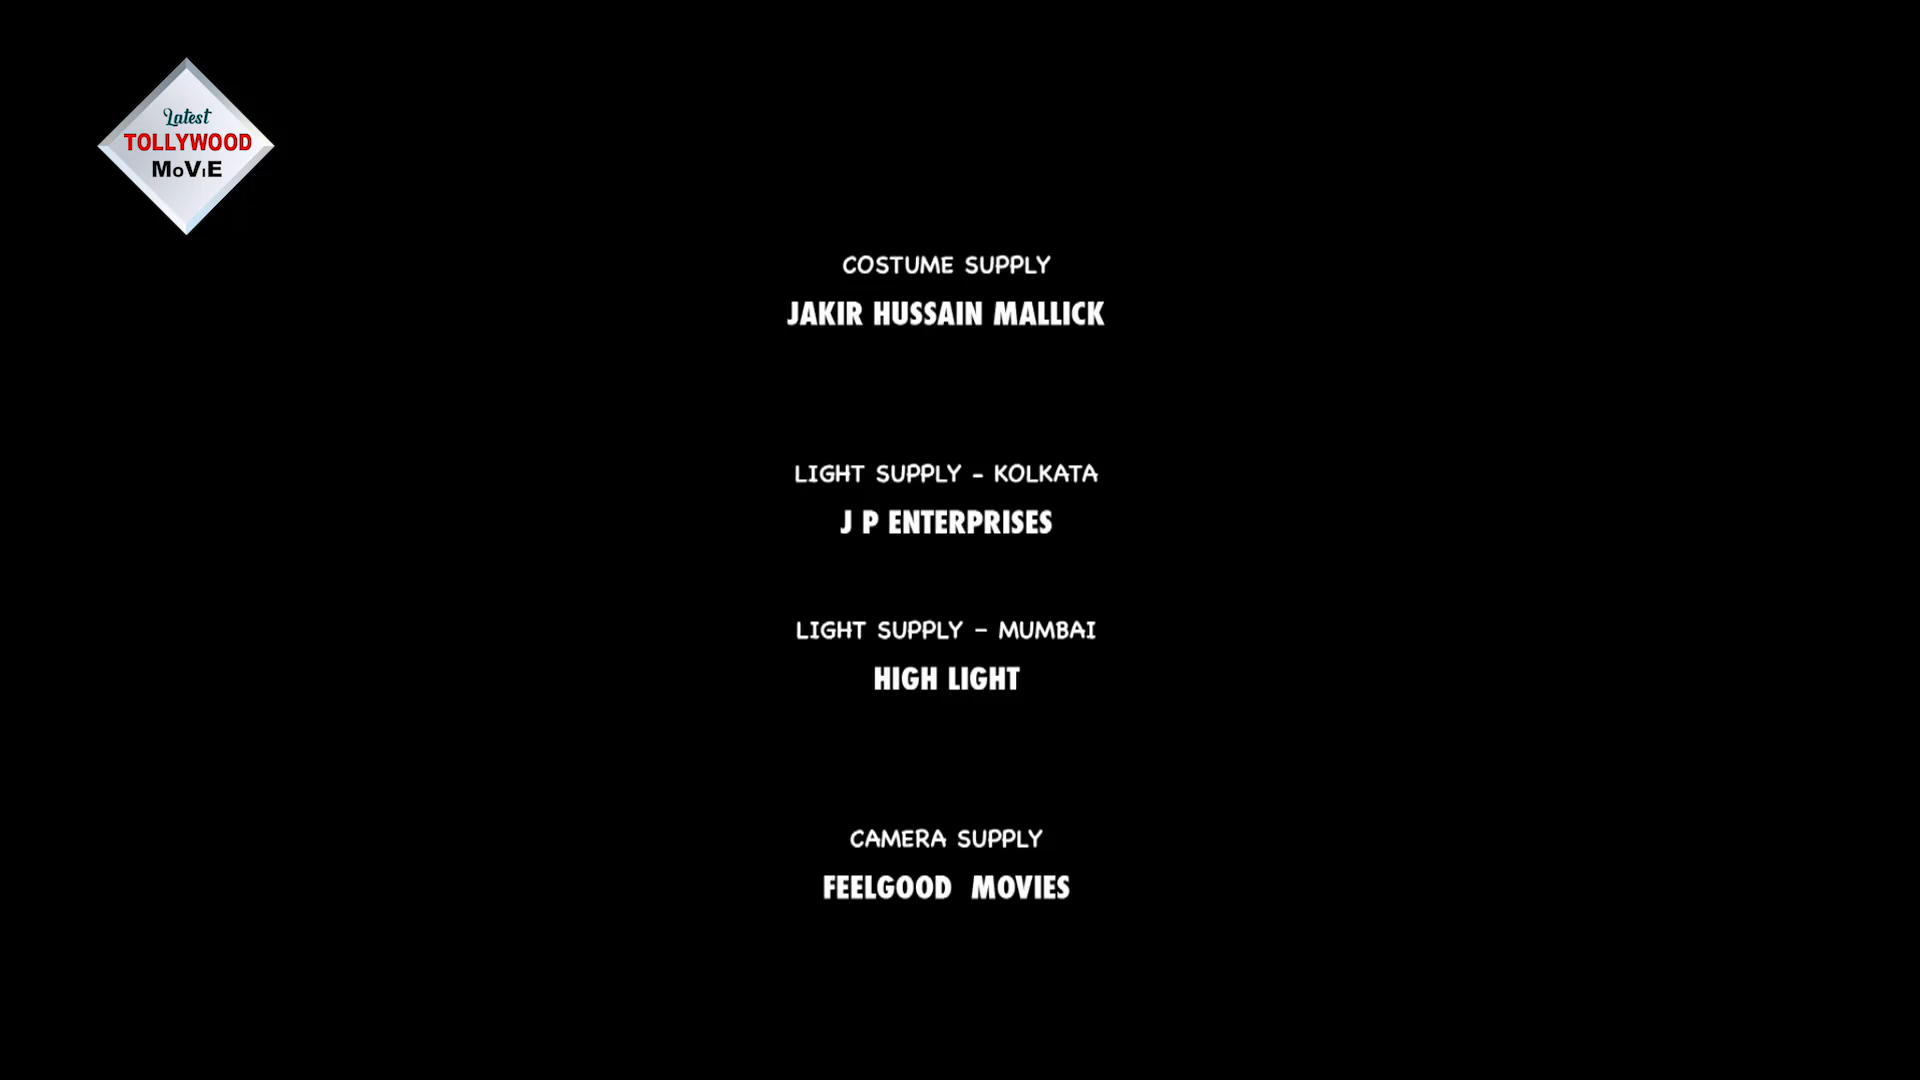 Latest
TOLLYWOOD
MoViE
COSTUME SUPPLY
JAKIR HUSSAIN MALLICK
LIGHT SUPPLY - KOLKATA
J P ENTERPRISES
LIGHT SUPPLY - MUMBAI
HIGH LIGHT
CAMERA SUPPLY
FEELGOOD MOVIES